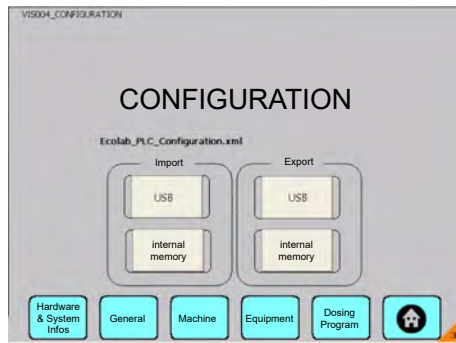 VIS004_CONFIGURATION
CONFIGURATION
Ecolab_PLC_Configuration.xml
Import
Export
USB
USB
internal
memory
internal
memory
Hardware
& System
Infos
General
Machine
Equipment
Dosing
Program